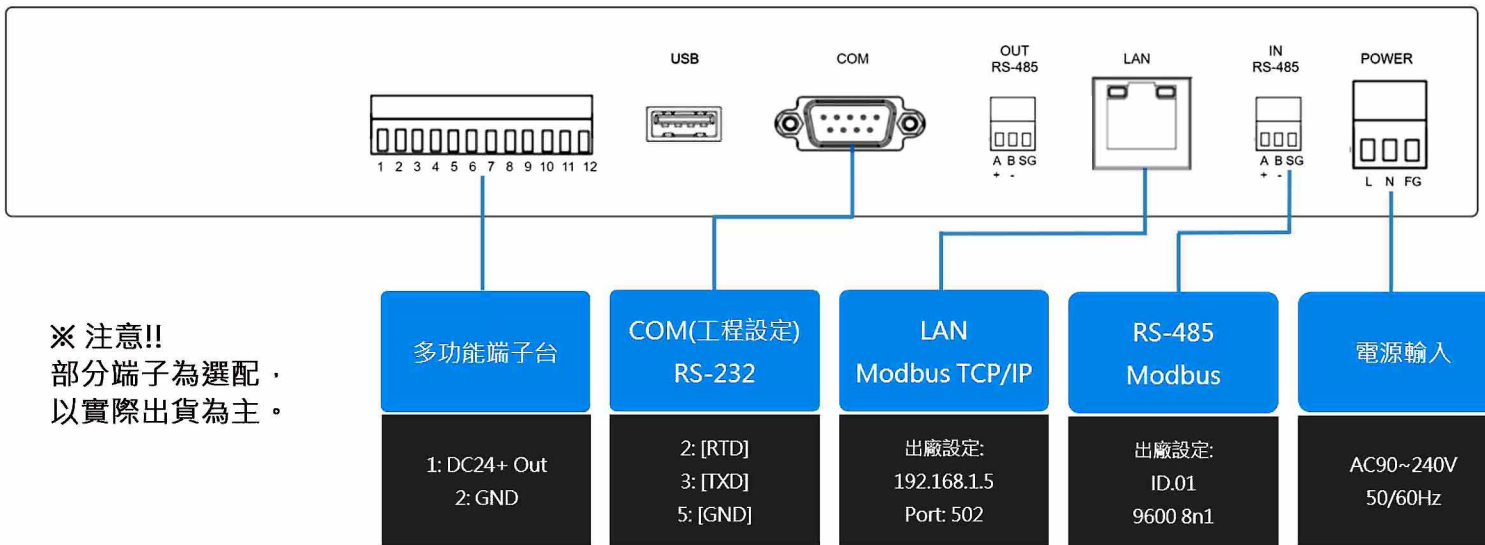 USB
COM
OUT
RS-485
LAN
IN
RS-485
POWER
1 2 3 4 5 6 7 8 9 10 11 12
A B SG
+ -
A B SG
+ -
L N FG
※ 注意!!
部分端子為選配，
以實際出貨為主。
多功能端子台
1: DC24+ Out
2: GND
COM(工程設定)
RS-232
2: [RTD]
3: [TXD]
5: [GND]
LAN
Modbus TCP/IP
出廠設定:
192.168.1.5
Port: 502
RS-485
Modbus
出廠設定:
ID.01
9600 8n1
電源輸入
AC90~240V
50/60Hz